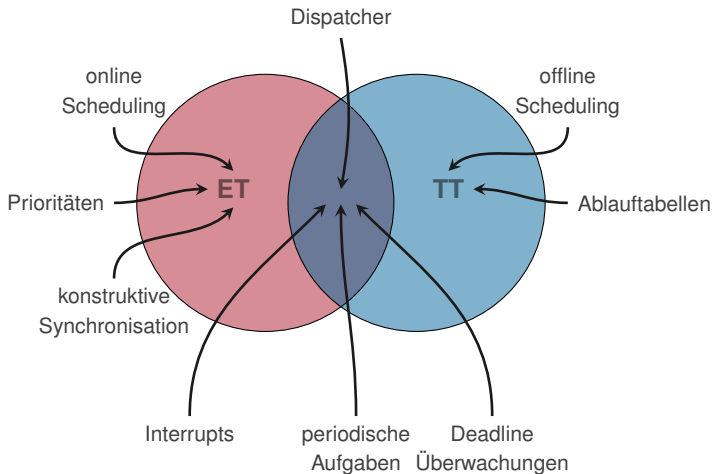 Dispatcher
online
Scheduling
offline
Scheduling
Prioritäten
ET
TT
Ablauftabellen
konstruktive
Synchronisation
Interrupts
periodische
Aufgaben
Deadline
Überwachungen